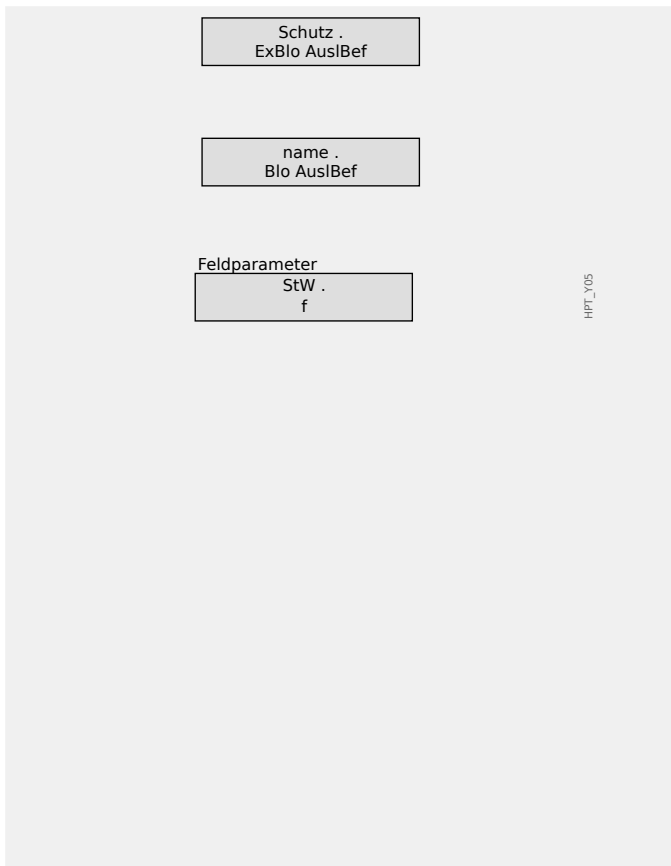 Schutz .
ExBlo AuslBef
name .
Blo AuslBef
Feldparameter
StW .
f
HPT_Y05